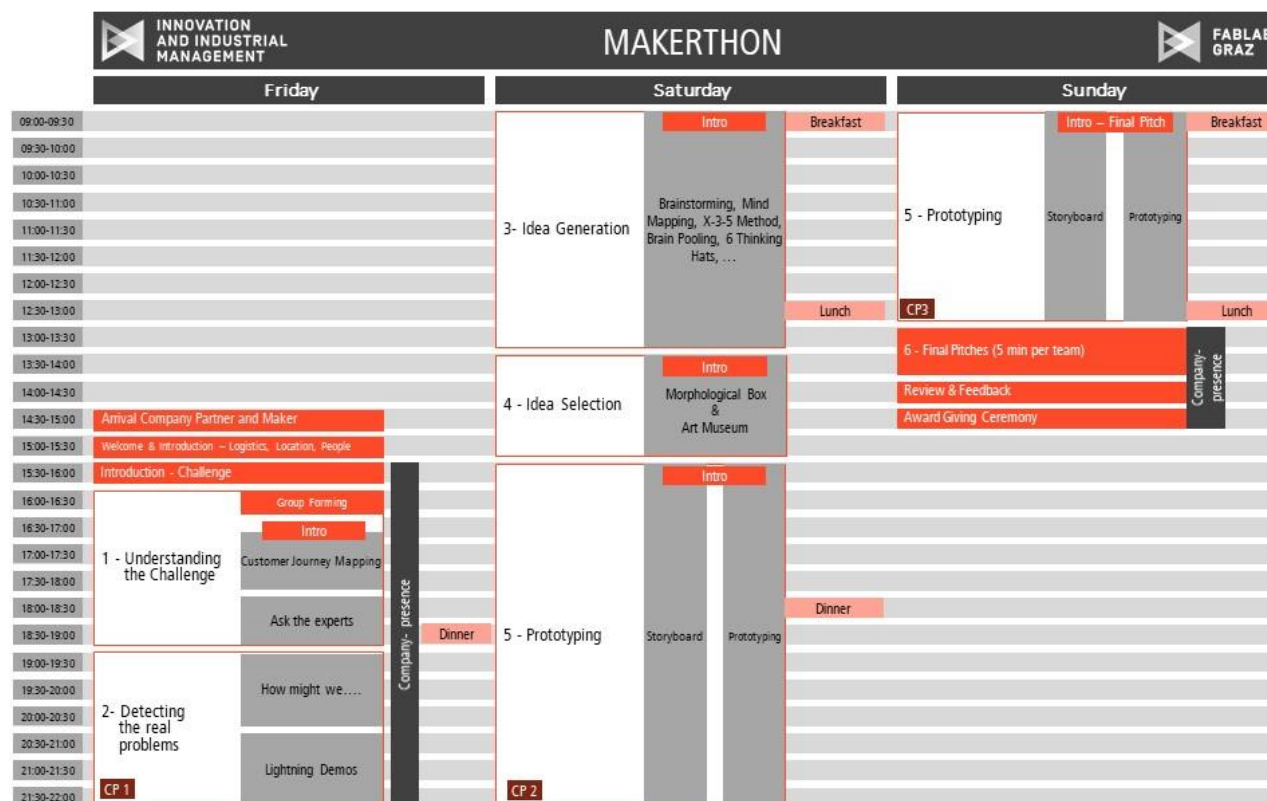 INNOVATION
AND INDUSTRIAL
MANAGEMENT
MAKERTHON
FABLAB
GRAZ
Friday
Saturday
Sunday
09:00-09:30
09:30-10:00
10:00-10:30
10:30-11:00
11:00-11:30
11:30-12:00
12:00-12:30
12:30-13:00
13:00-13:30
13:30-14:00
14:00-14:30
14:30-15:00
15:00-15:30
15:30-16:00
16:00-16:30
16:30-17:00
17:00-17:30
17:30-18:00
18:00-18:30
18:30-19:00
19:00-19:30
19:30-20:00
20:00-20:30
20:30-21:00
21:00-21:30
21:30-22:00
Arrival Company Partner and Maker
Welcome & Introduction – Logistics, Location, People
Introduction - Challenge
1 - Understanding
the Challenge
Group Forming
Intro
Customer Journey Mapping
Ask the experts
2- Detecting
the real
problems
CP 1
How might we....
Lightning Demos
Company- presence
Dinner
3- Idea Generation
Intro
Brainstorming, Mind
Mapping, X-3-5 Method,
Brain Pooling, 6 Thinking
Hats, ...
Breakfast
Lunch
4 - Idea Selection
Intro
Morphological Box
&
Art Museum
5 - Prototyping
Intro
Storyboard
Prototyping
CP 2
Dinner
5 - Prototyping
CP3
Intro – Final Pitch
Storyboard
Prototyping
Breakfast
Lunch
6 - Final Pitches (5 min per team)
Review & Feedback
Award Giving Ceremony
Company-
presence